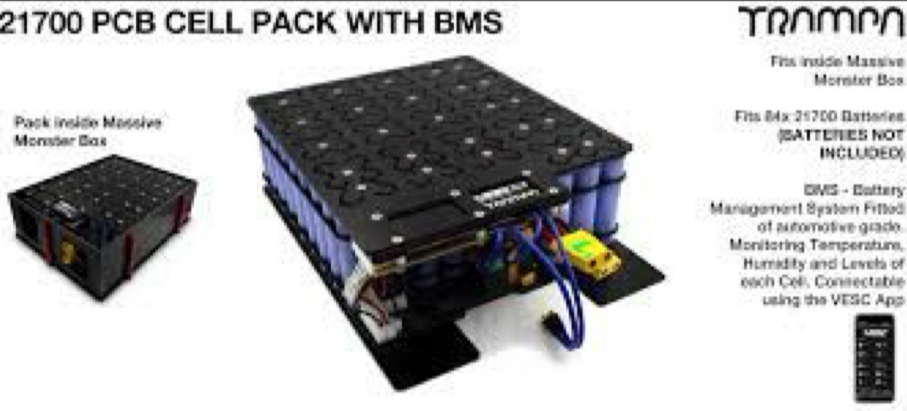 21700 PCB CELL PACK WITH BMS
TRAMPA
Fits inside Massive
Monster Box
Pack inside Massive
Monster Box
Fits 84x 21700 Batteries
(BATTERIES NOT
INCLUDED)
BMS - Battery
Management System Fitted
of automotive grade.
Monitoring Temperature,
Humidity and Levels of
each Cell. Connectable
using the VESC App
TRAMPA